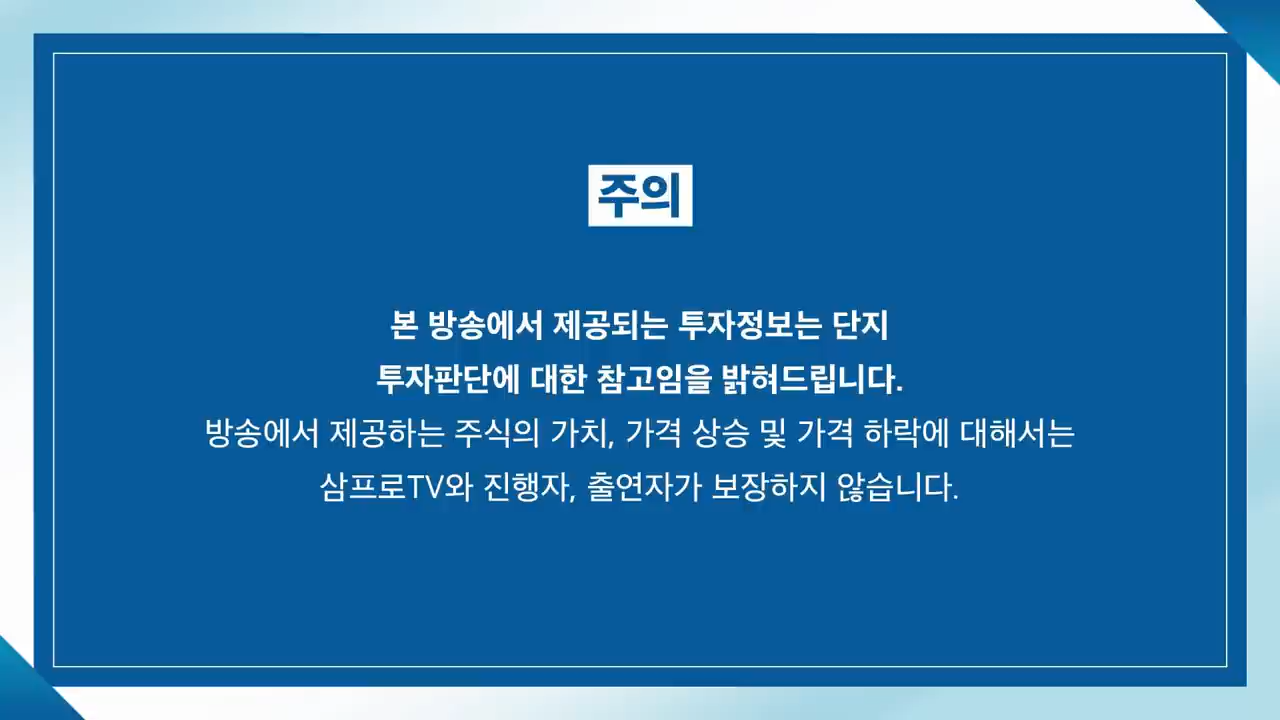 주의
본 방송에서 제공되는 투자정보는 단지
투자판단에 대한 참고임을 밝혀드립니다.
방송에서 제공하는 주식의 가치, 가격 상승 및 가격 하락에 대해서는
삼프로TV와 진행자, 출연자가 보장하지 않습니다.